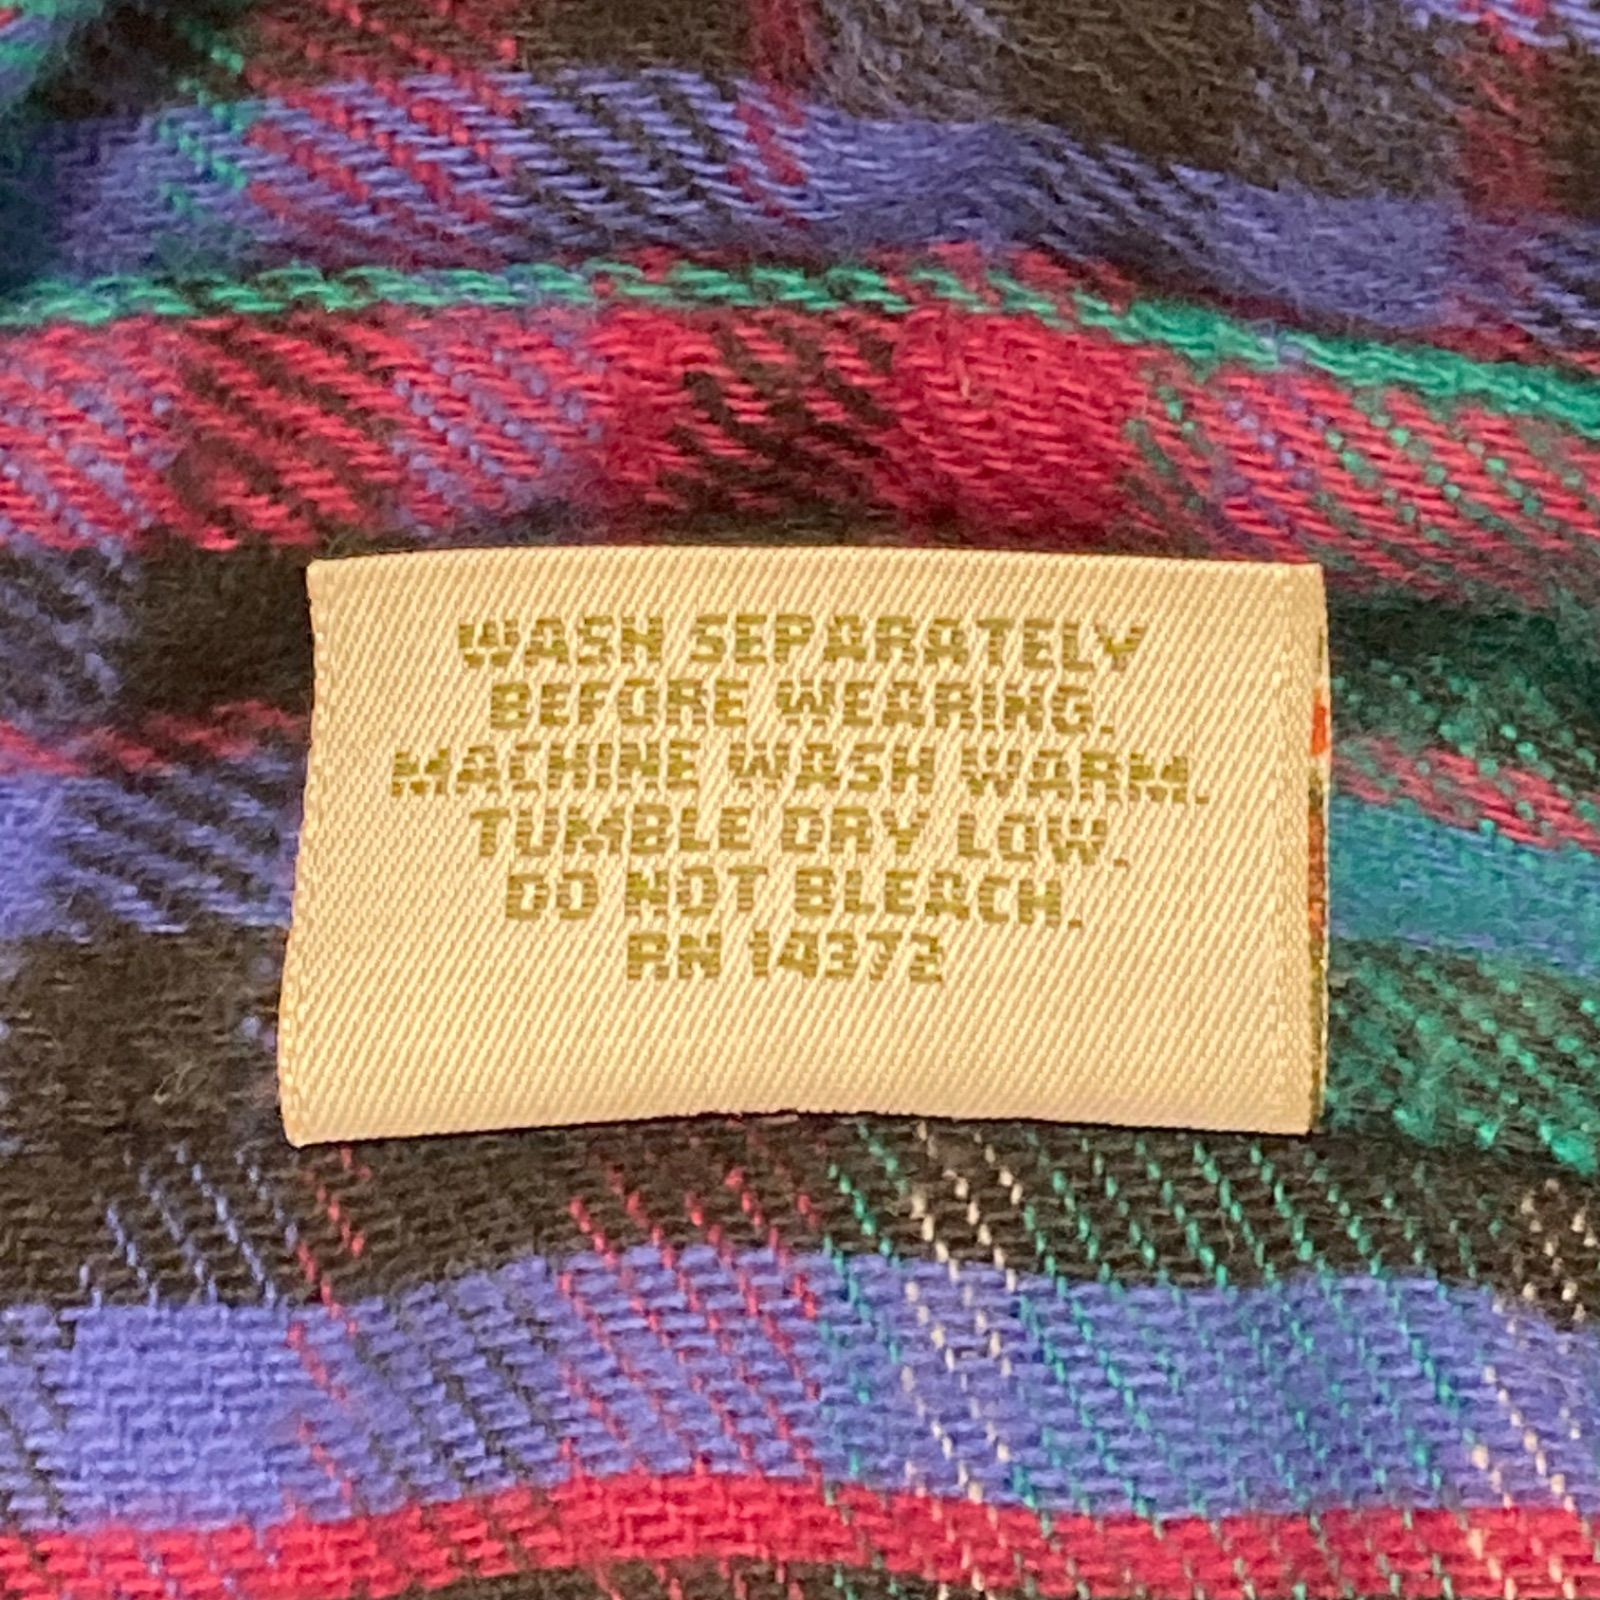 WASH SEPARATELY
BEFORE WEARING.
MACHINE WASH WARM.
TUMBLE DRY LOW.
DO NOT BLEACH.
RN 14372